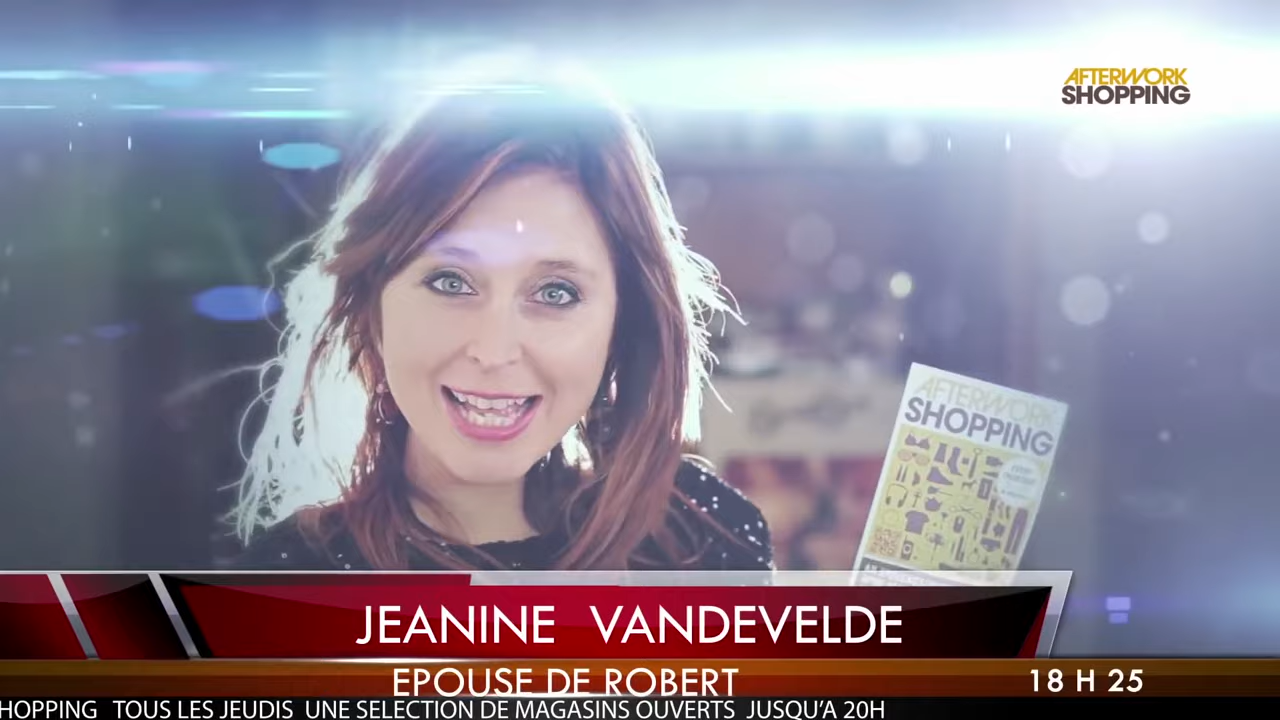 AFTERWORK
SHOPPING
AFTERWORK
SHOPPING
JEANINE VANDEVELDE
EPOUSE DE ROBERT
18 H 25
HOPPING TOUS LES JEUDIS UNE SELECTION DE MAGASINS OUVERTS JUSQU'A 20H